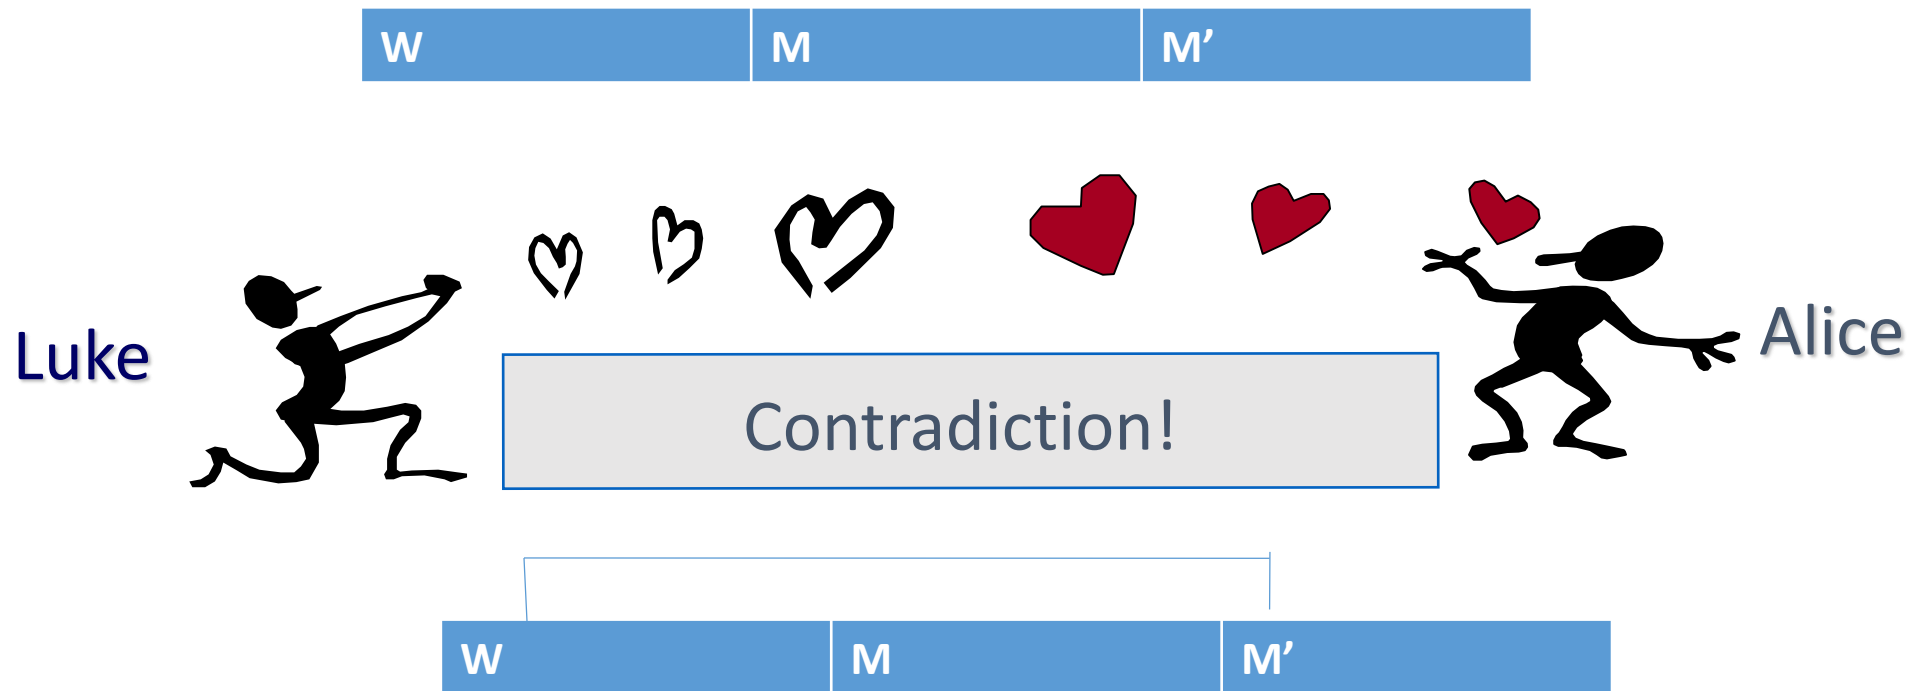 W M M’
Luke
Alice
Contradiction!
W M M’